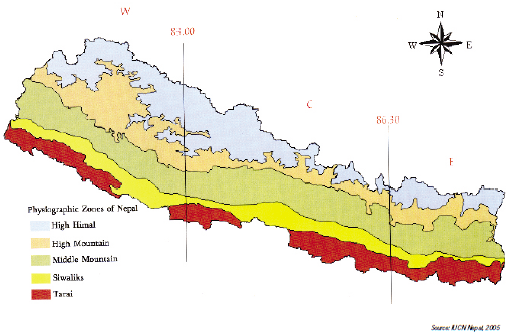 W
N
84.00
W E
S
C
86.30
E
Physiographic Zones of Nepal
High Himal
High Mountain
Middle Mountain
Siwaliks
Tarai
Source: IUCN Nepal, 2005